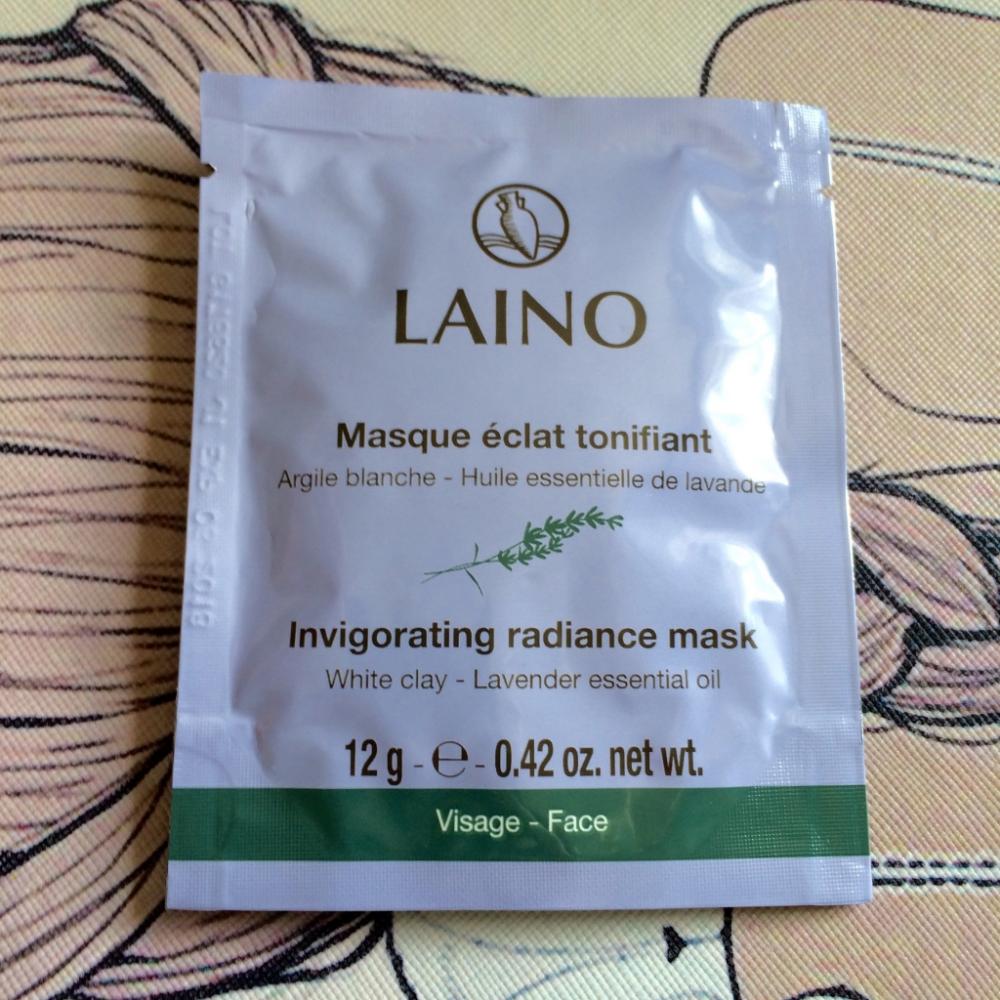 LAINO
Masque éclat tonifiant
Argile blanche - Huile essentielle de lavande
Invigorating radiance mask
White clay - Lavender essential oil
12 g - ℮ - 0.42 oz. net wt.
Visage - Face